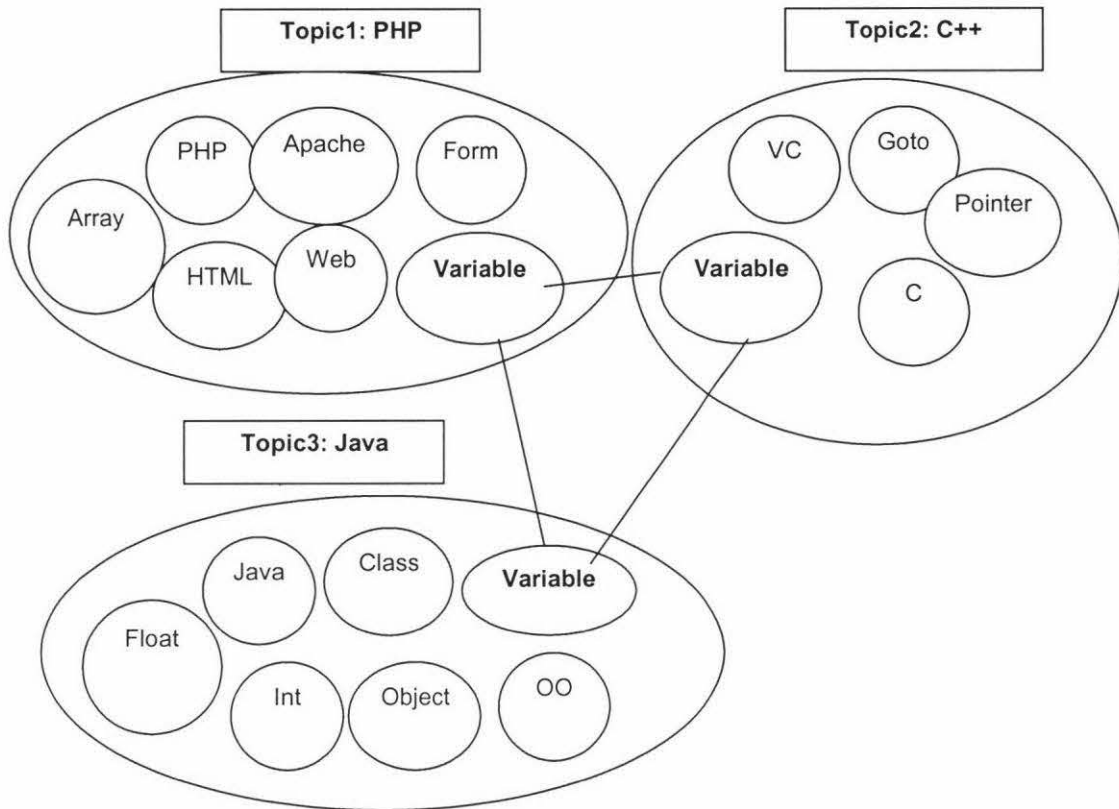 Topic1: PHP
Topic2: C++
PHP
Apache
Form
Array
HTML
Web
Variable
VC
Goto
Pointer
Variable
C
Topic3: Java
Java
Class
Variable
Float
Int
Object
OO